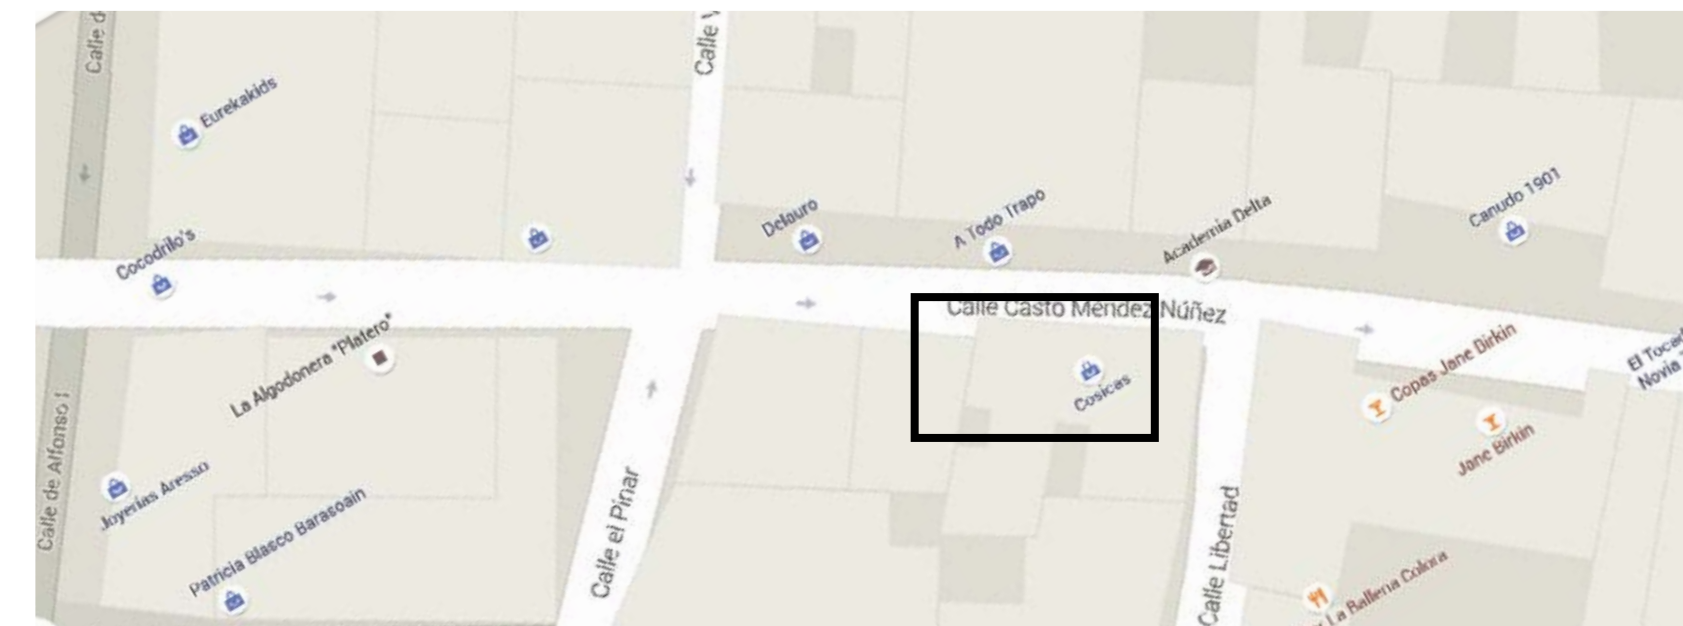 Calle d
Calle V
Eurekakids
Cocodrilo's
Delouro
A Todo Trapo
Academia Delta
Canudo 1901
Calle Casto Méndez Núñez
La Algodonera "Platero"
Copas Jane Birkin
El Tocad
Novia
Cosicas
Jane Birkin
Calle de Alfonso I
Joyerías Aresso
Patricia Blasco Barasoain
Calle el Pinar
Calle Libertad
La Ballena Colora